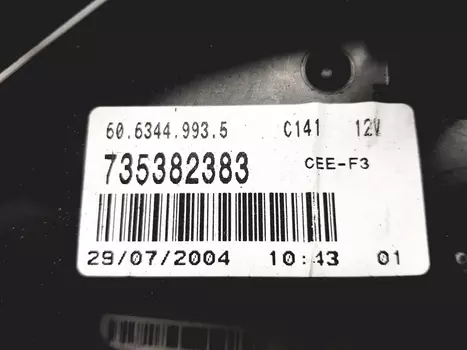 60.6344.993.5 C141 12V
735382383 CEE-F3
29/07/2004 10:43 01